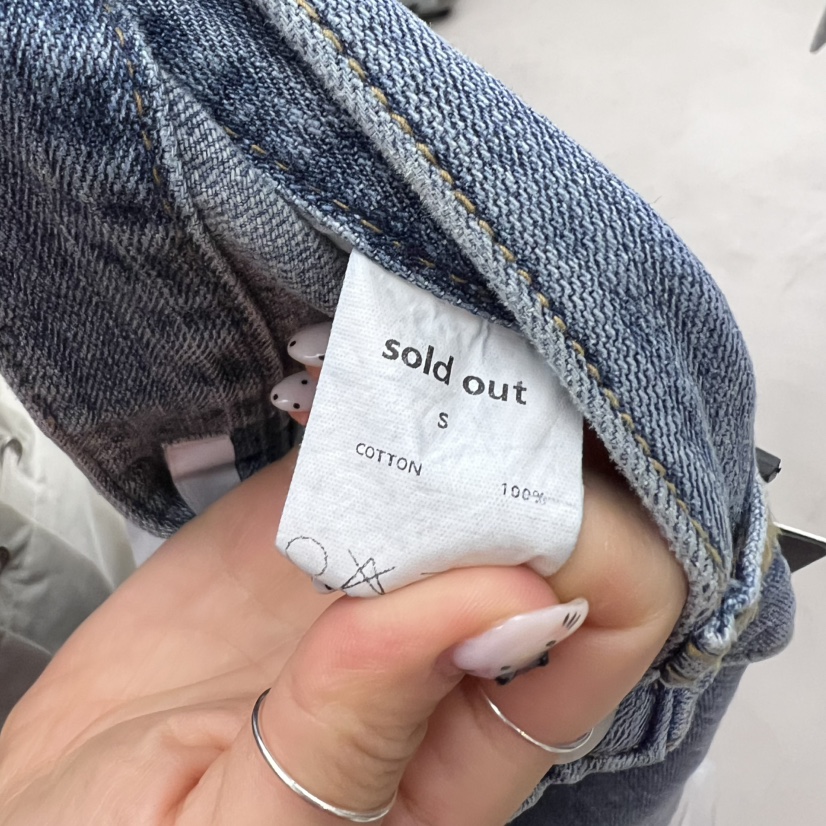 sold out
S
COTTON
100%